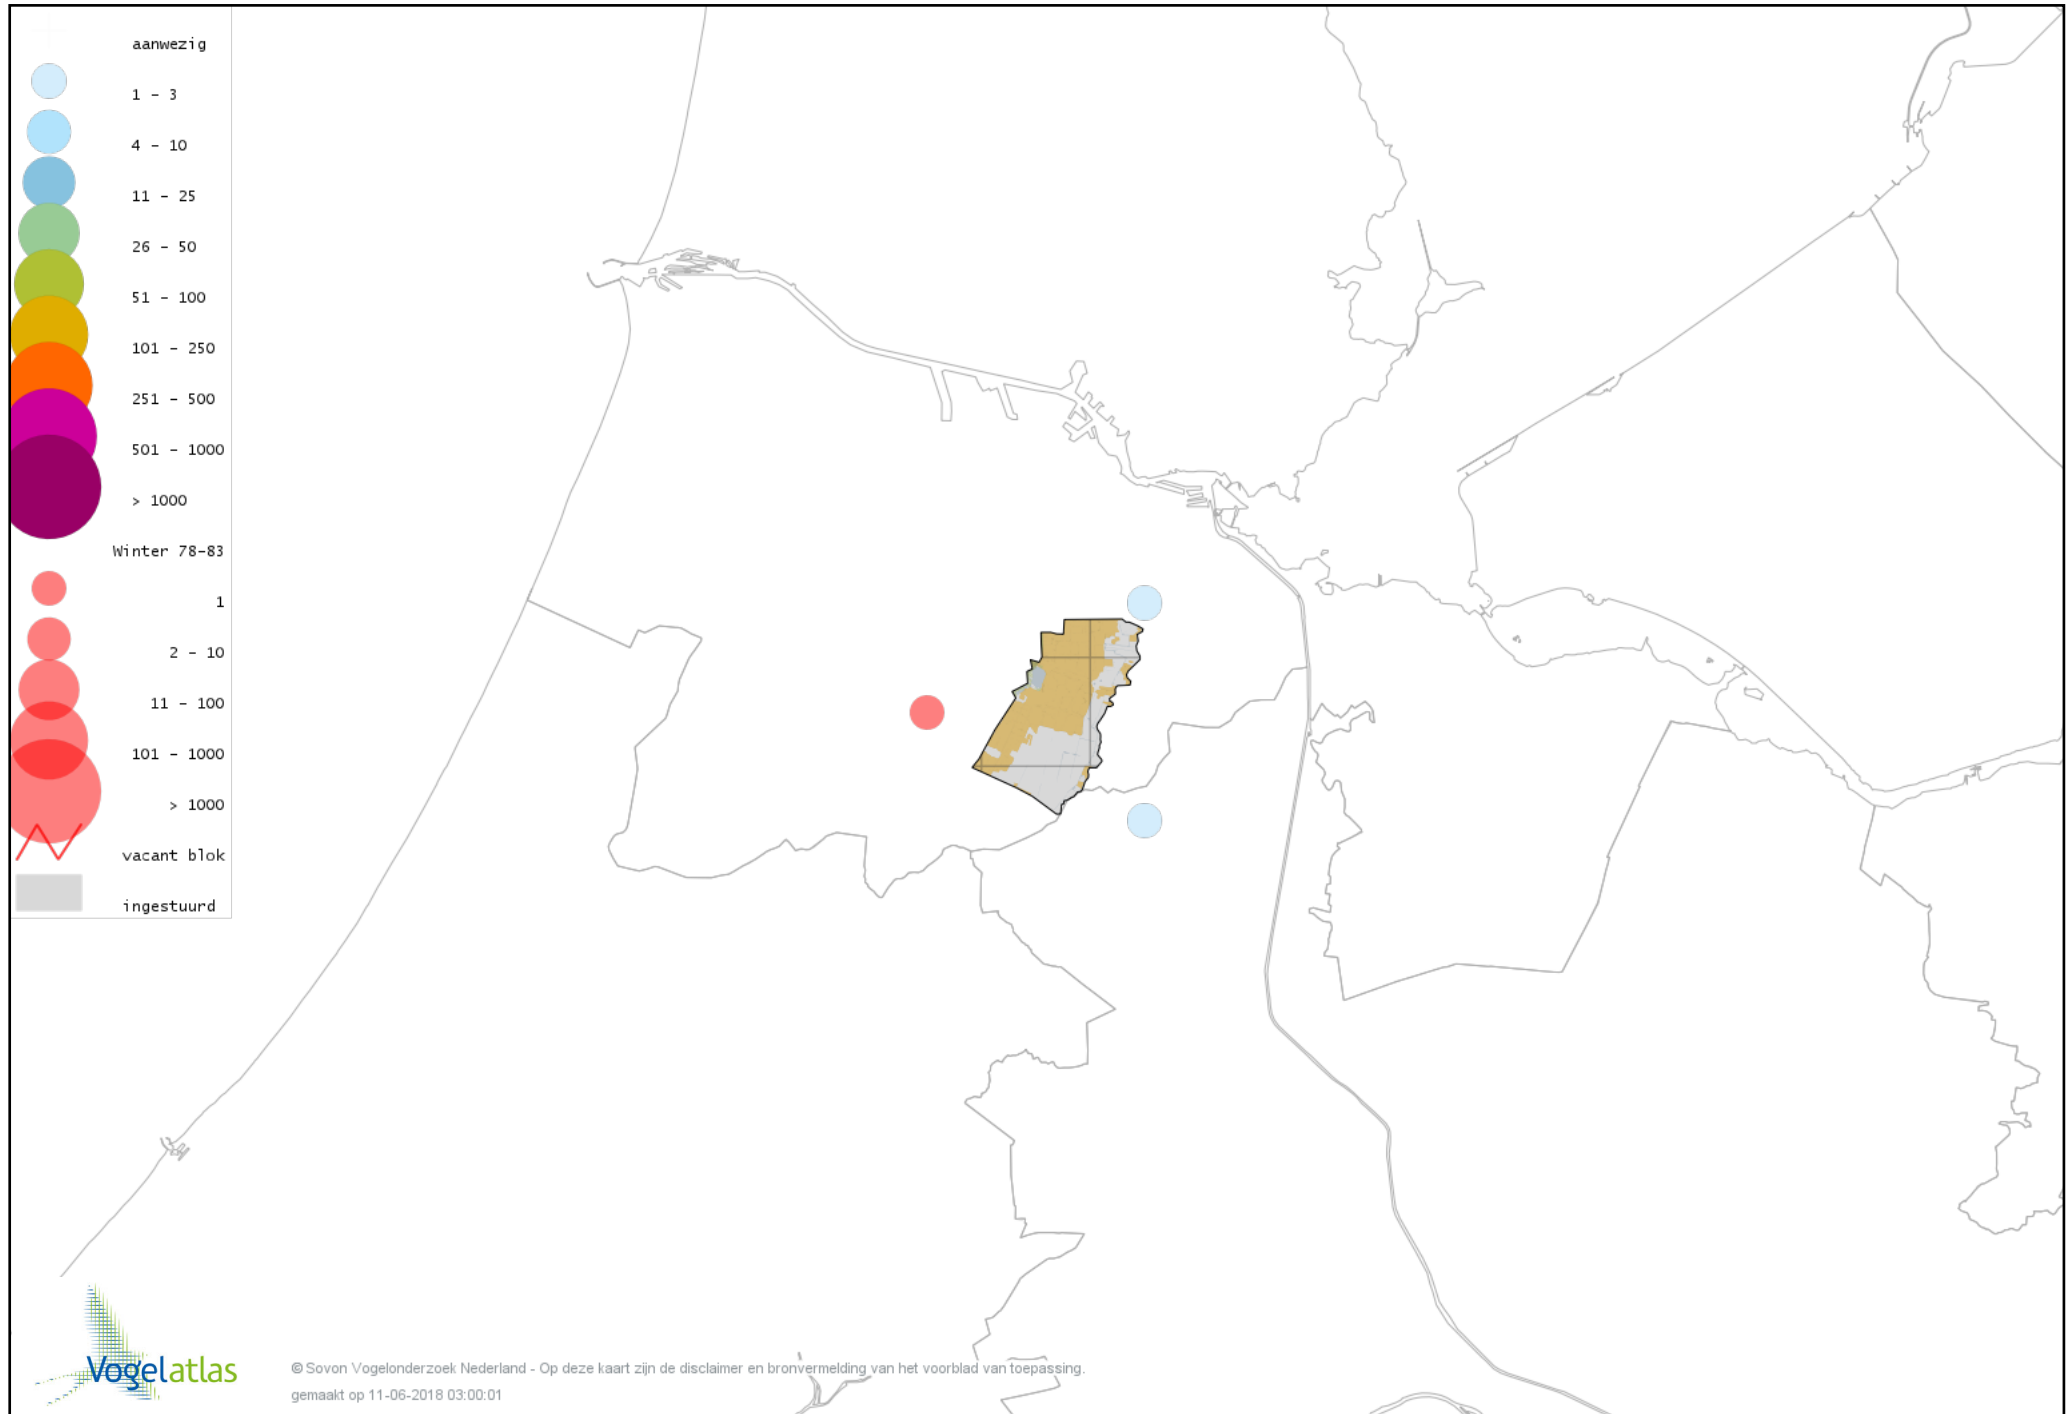 aanwezig
1 - 3
4 - 10
11 - 25
26 - 50
51 - 100
101 - 250
251 - 500
501 - 1000
> 1000
Winter 78-83
1
2 - 10
11 - 100
101 - 1000
> 1000
vacant blok
ingestuurd
Vogelatlas
© Sovon Vogelonderzoek Nederland - Op deze kaart zijn de disclaimer en bronvermelding van het voorblad van toepassing.
gemaakt op 11-06-2018 03:00:01